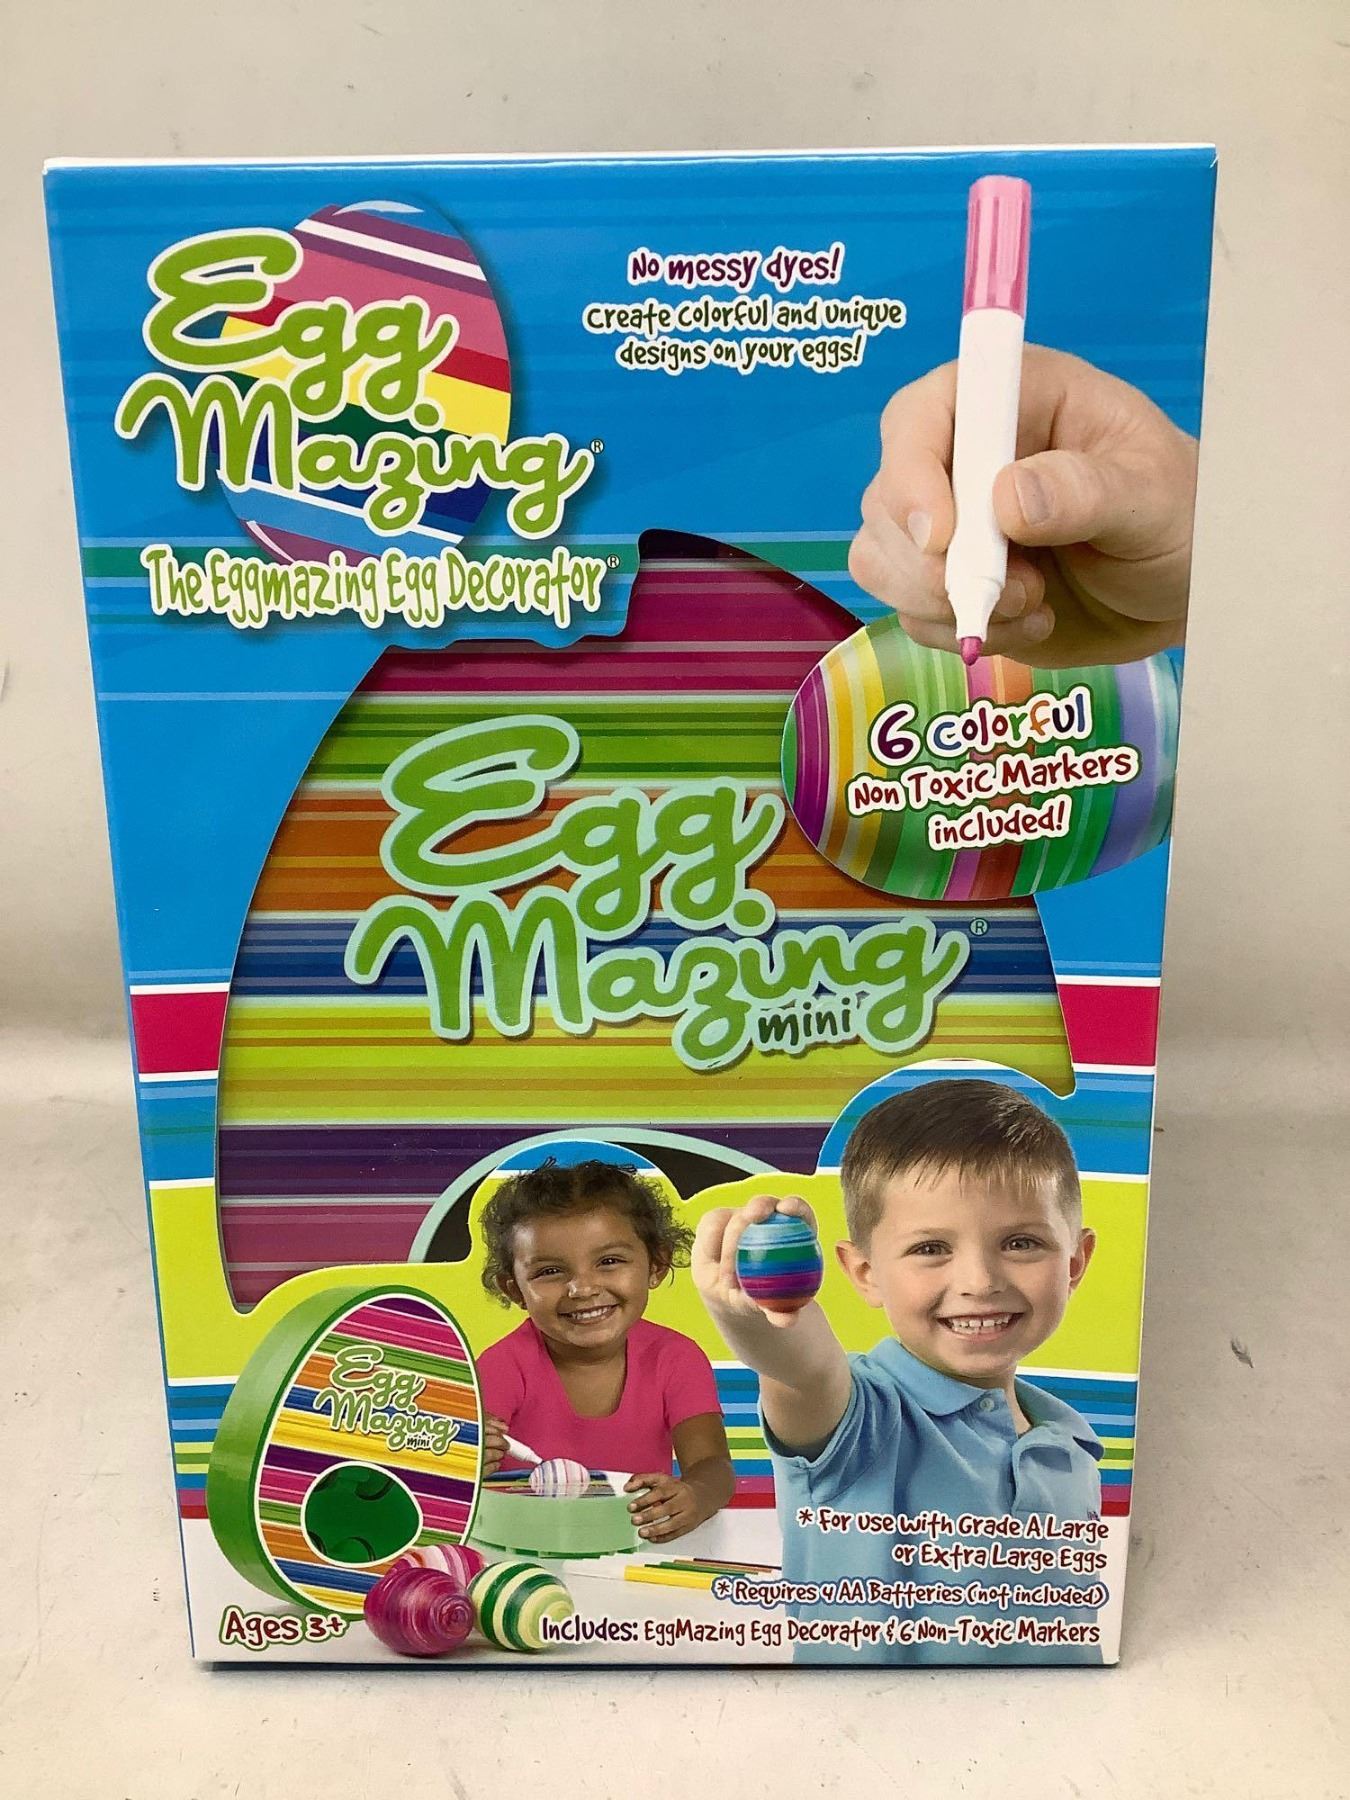 Egg
Mazing®
The Eggmazing Egg Decorator®
No messy dyes!
Create colorful and unique
designs on your eggs!
6 colorful
Non Toxic Markers
included!
Egg
Mazing®
mini
Egg
Mazing
mini
* For use with Grade A Large
or Extra Large Eggs
* Requires 4 AA Batteries (not included)
Ages 3+
Includes: EggMazing Egg Decorator & 6 Non-Toxic Markers